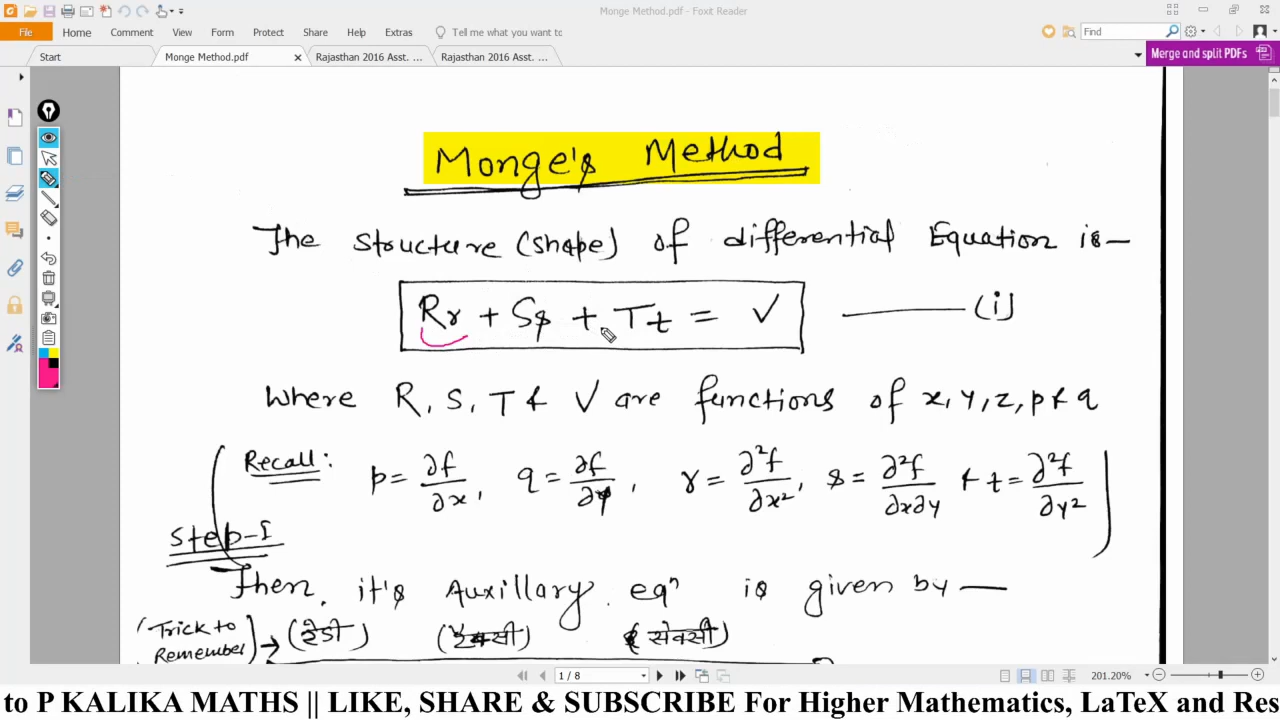 Monge Method.pdf - Foxit Reader
File Home Comment View Form Protect Share Help Extras Tell me what you want to Find
Start Monge Method.pdf Rajasthan 2016 Asst. ... Rajasthan 2016 Asst. ... Merge and split PDFs
Monge's Method
The structure (shape) of differential Equation is—
Rr + Ss + Tt = V ——— (i)
Where R, S, T & V are functions of x, y, z, p & q
Recall: p = ∂f/∂x, q = ∂f/∂y, r = ∂²f/∂x², s = ∂²f/∂x∂y & t = ∂²f/∂y²
Step-I
Then, it's Auxillary eqⁿ is given by —
(Trick to Remember) →
1 / 8 201.20%
to P KALIKA MATHS || LIKE, SHARE & SUBSCRIBE For Higher Mathematics, LaTeX and Res